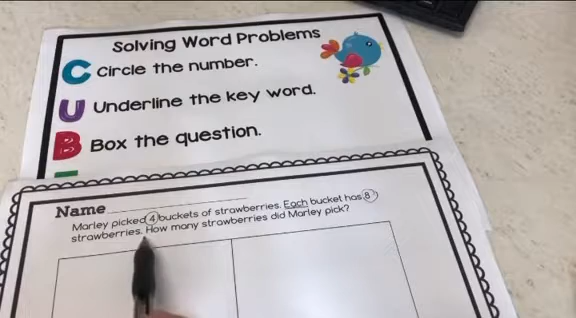 Solving Word Problems
C Circle the number.
U Underline the key word.
B Box the question.
Name
Marley picked 4 buckets of strawberries. Each bucket has 8
strawberries. How many strawberries did Marley pick?